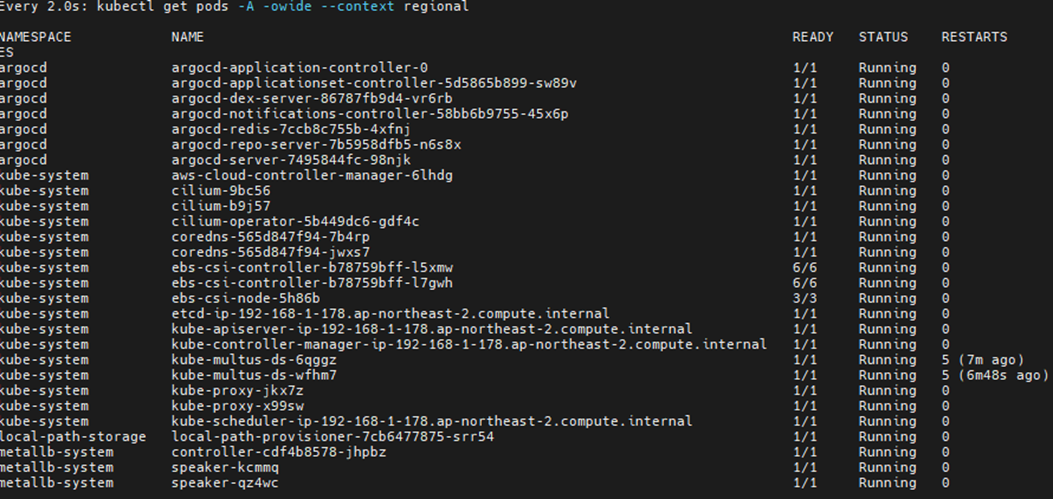 Every 2.0s: kubectl get pods -A -owide --context regional
NAMESPACE NAME READY STATUS RESTARTS
ES
argocd argocd-application-controller-0 1/1 Running 0
argocd argocd-applicationset-controller-5d5865b899-sw89v 1/1 Running 0
argocd argocd-dex-server-86787fb9d4-vr6rb 1/1 Running 0
argocd argocd-notifications-controller-58bb6b9755-45x6p 1/1 Running 0
argocd argocd-redis-7ccb8c755b-4xfnj 1/1 Running 0
argocd argocd-repo-server-7b5958dfb5-n6s8x 1/1 Running 0
argocd argocd-server-7495844fc-98njk 1/1 Running 0
kube-system aws-cloud-controller-manager-6lhdg 1/1 Running 0
kube-system cilium-9bc56 1/1 Running 0
kube-system cilium-b9j57 1/1 Running 0
kube-system cilium-operator-5b449dc6-gdf4c 1/1 Running 0
kube-system coredns-565d847f94-7b4rp 1/1 Running 0
kube-system coredns-565d847f94-jwxs7 1/1 Running 0
kube-system ebs-csi-controller-b78759bff-l5xmw 6/6 Running 0
kube-system ebs-csi-controller-b78759bff-l7gwh 6/6 Running 0
kube-system ebs-csi-node-5h86b 3/3 Running 0
kube-system etcd-ip-192-168-1-178.ap-northeast-2.compute.internal 1/1 Running 0
kube-system kube-apiserver-ip-192-168-1-178.ap-northeast-2.compute.internal 1/1 Running 0
kube-system kube-controller-manager-ip-192-168-1-178.ap-northeast-2.compute.internal 1/1 Running 0
kube-system kube-multus-ds-6qggz 1/1 Running 5 (7m ago)
kube-system kube-multus-ds-wfhm7 1/1 Running 5 (6m48s ago)
kube-system kube-proxy-jkx7z 1/1 Running 0
kube-system kube-proxy-x99sw 1/1 Running 0
kube-system kube-scheduler-ip-192-168-1-178.ap-northeast-2.compute.internal 1/1 Running 0
local-path-storage local-path-provisioner-7cb6477875-srr54 1/1 Running 0
metallb-system controller-cdf4b8578-jhpbz 1/1 Running 0
metallb-system speaker-kcmmq 1/1 Running 0
metallb-system speaker-qz4wc 1/1 Running 0